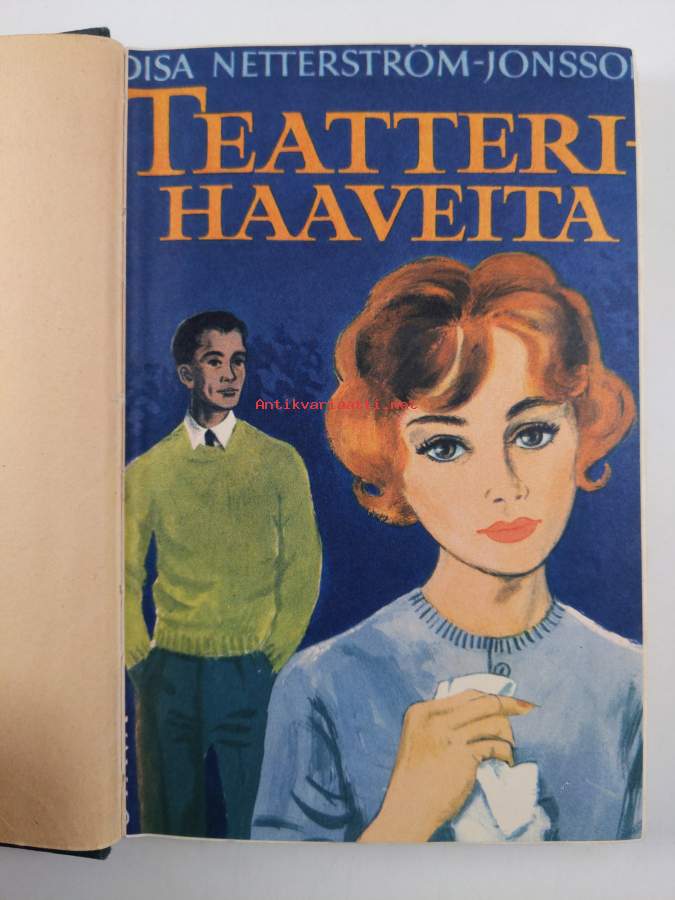 DISA NETTERSTRÖM-JONSSON
TEATTERI-
HAAVEITA
Antikvariaatti.net